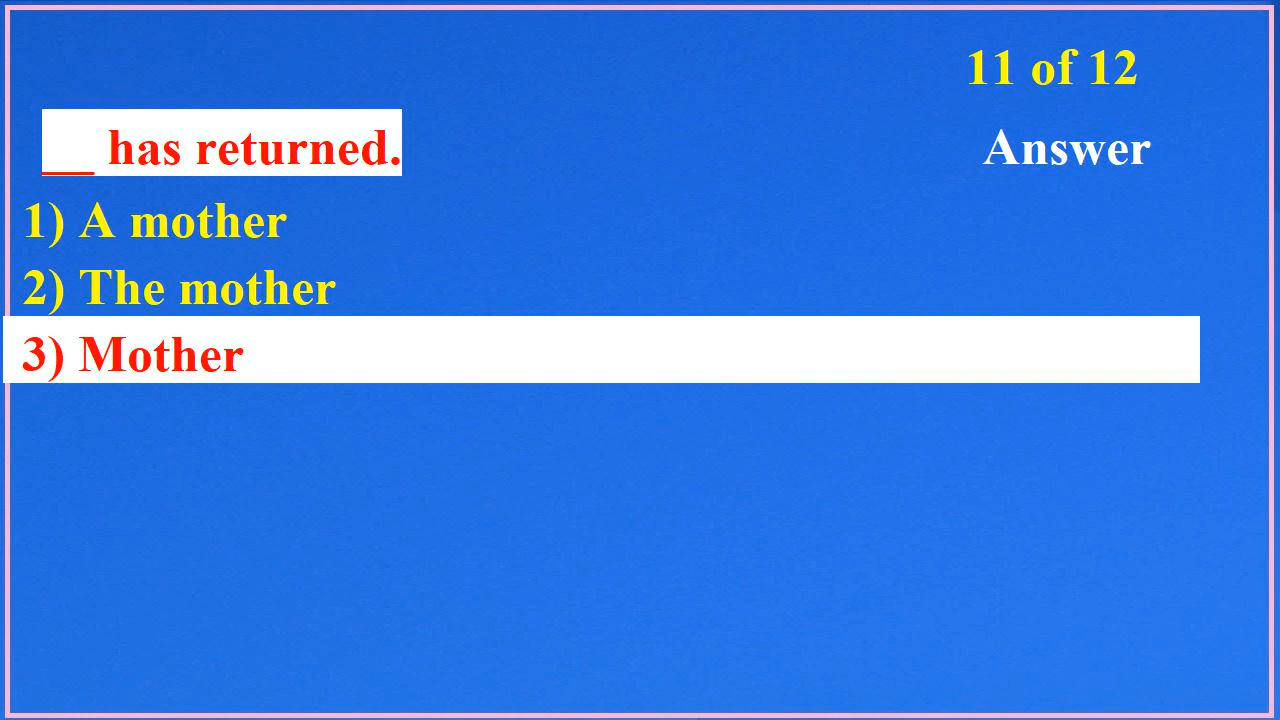 11 of 12
__ has returned.
Answer
1) A mother
2) The mother
3) Mother